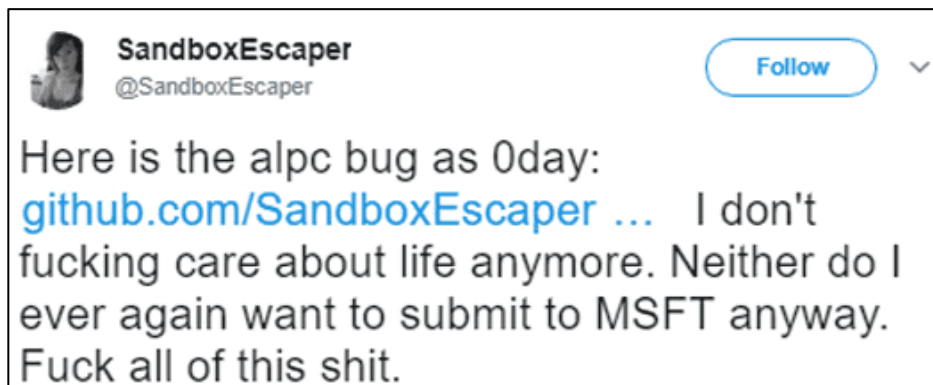 SandboxEscaper
@SandboxEscaper
Follow
Here is the alpc bug as 0day:
github.com/SandboxEscaper ... I don't
fucking care about life anymore. Neither do I
ever again want to submit to MSFT anyway.
Fuck all of this shit.